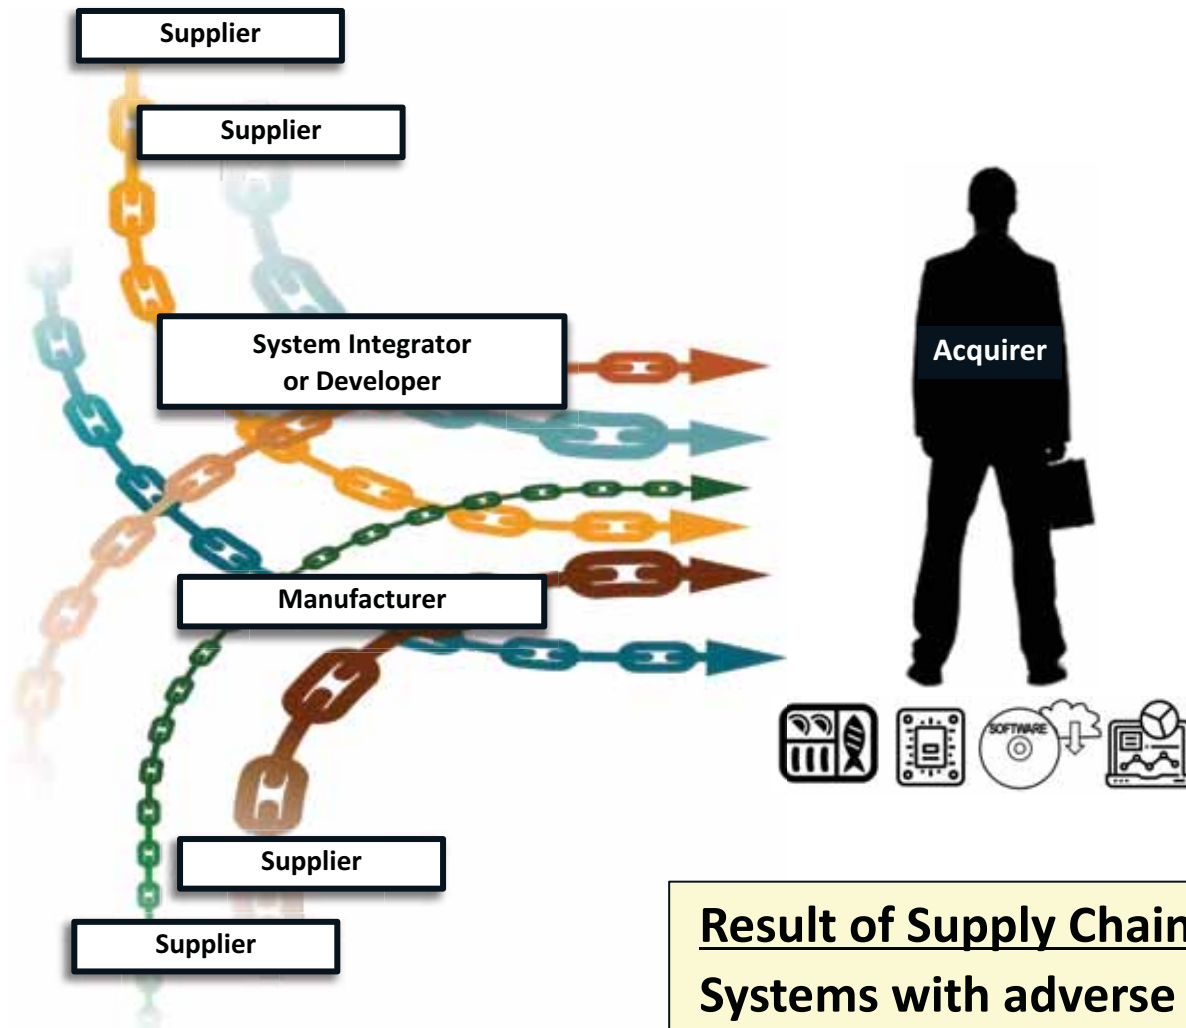 Supplier
Supplier
System Integrator
or Developer
Acquirer
Manufacturer
SOFTWARE
Supplier
Supplier
Result of Supply Chain
Systems with adverse